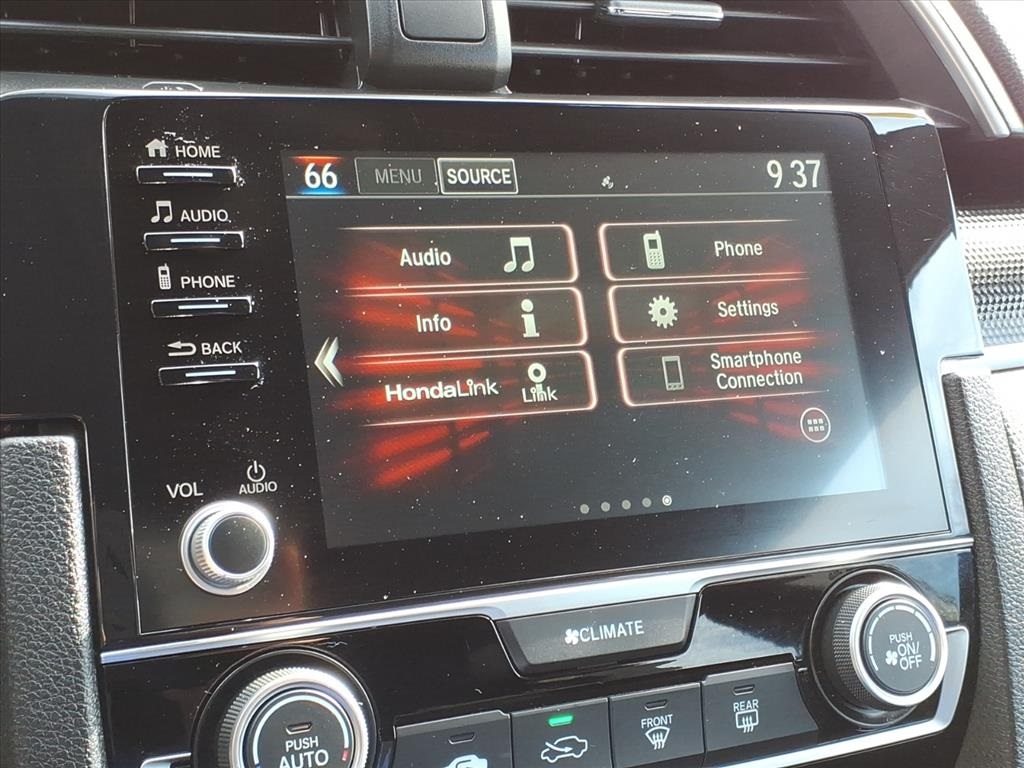 HOME
66 MENU SOURCE 9 37
AUDIO
PHONE
BACK
Audio
Phone
Info
Settings
HondaLink Link
Smartphone
Connection
VOL
AUDIO
CLIMATE
PUSH
ON/
OFF
PUSH
AUTO
FRONT
REAR